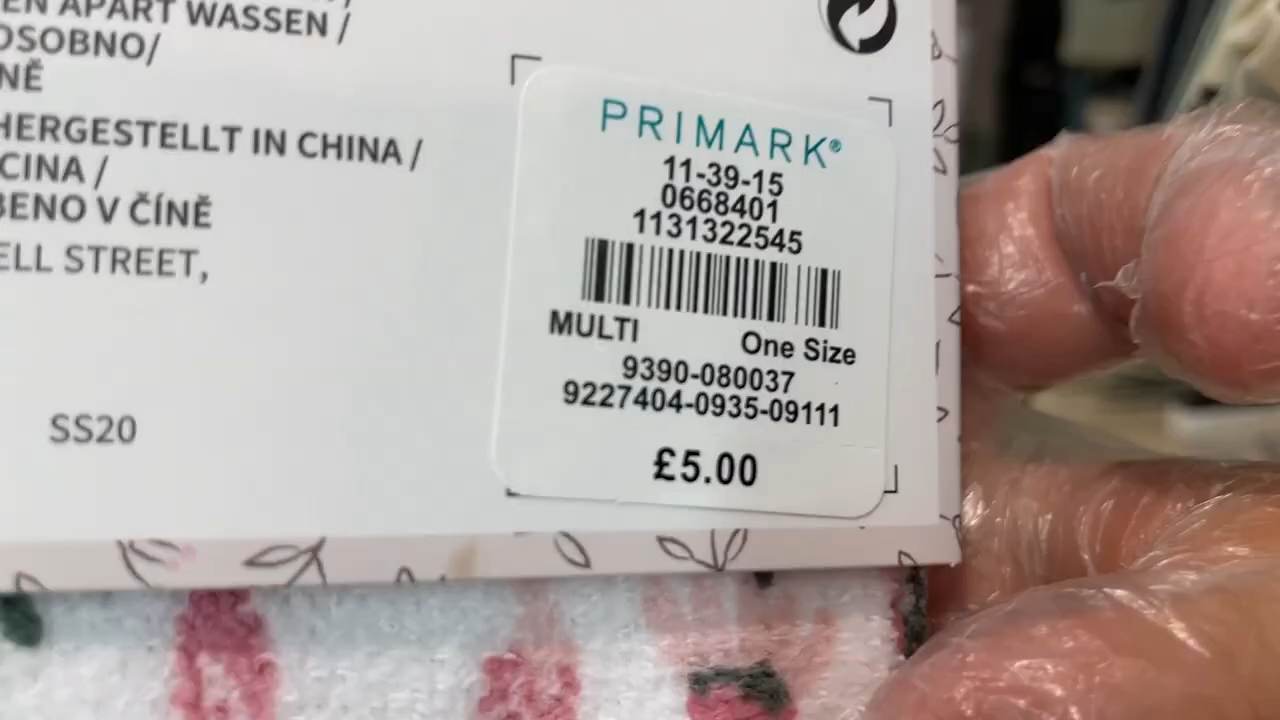 EN APART WASSEN /
OSOBNO/
NĚ
HERGESTELLT IN CHINA /
CINA /
BENO V ČÍNĚ
ELL STREET,
SS20
PRIMARK®
11-39-15
0668401
1131322545
MULTI One Size
9390-080037
9227404-0935-09111
£5.00